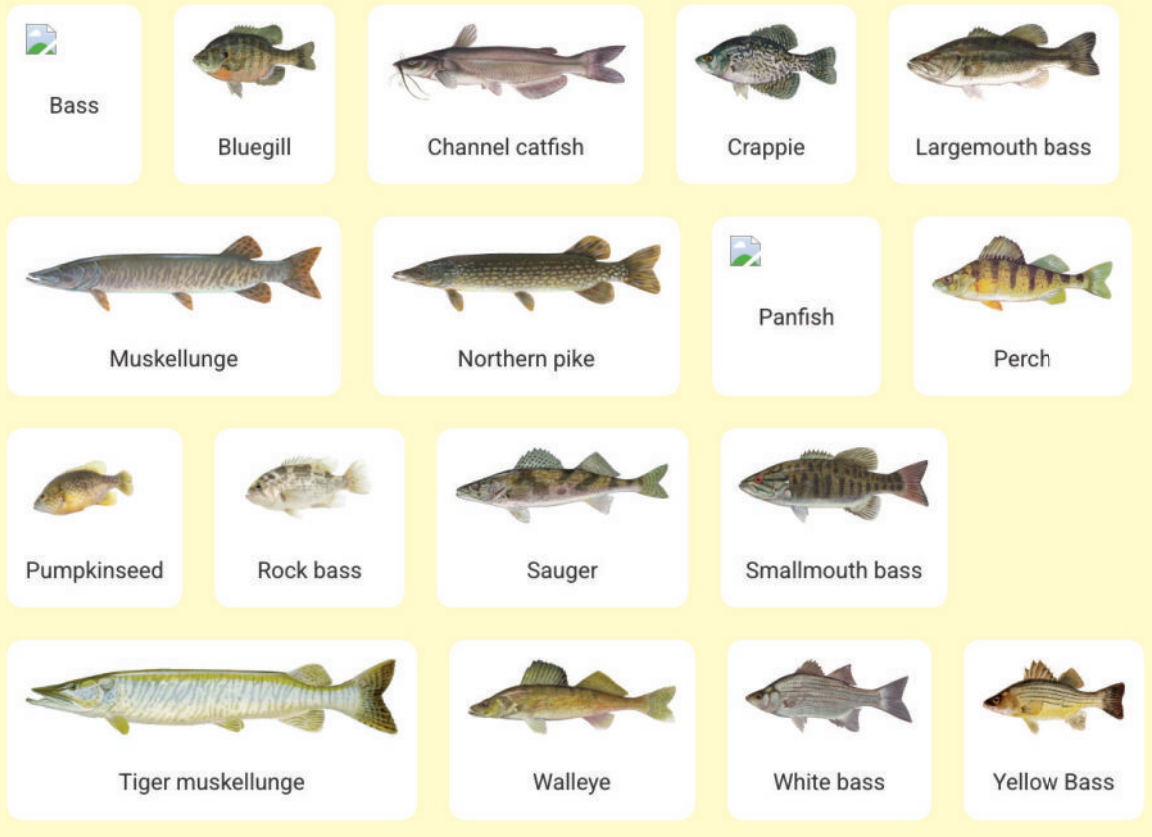 Bass
Bluegill
Channel catfish
Crappie
Largemouth bass
Muskellunge
Northern pike
Panfish
Perch
Pumpkinseed
Rock bass
Sauger
Smallmouth bass
Tiger muskellunge
Walleye
White bass
Yellow Bass